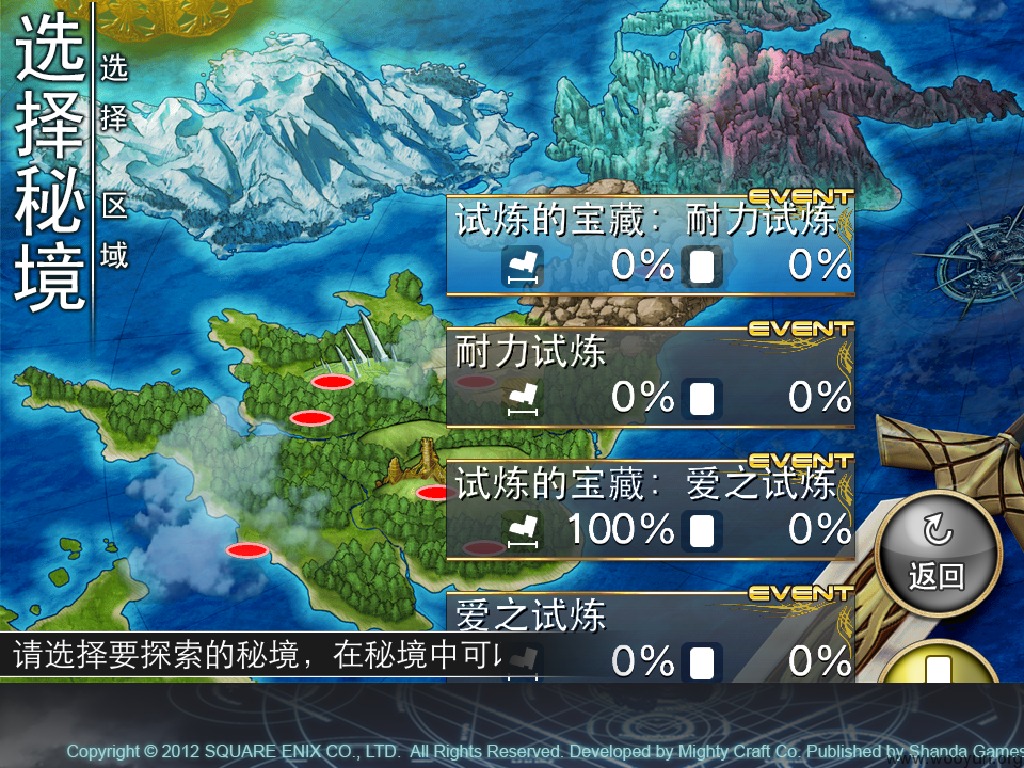 选择秘境
选择区域
EVENT
试炼的宝藏：耐力试炼
0% 0%
EVENT
耐力试炼
0% 0%
EVENT
试炼的宝藏：爱之试炼
100% 0%
返回
EVENT
爱之试炼
0% 0%
请选择要探索的秘境，在秘境中可以
Copyright © 2012 SQUARE ENIX CO., LTD. All Rights Reserved. Developed by Mighty Craft Co. Published by Shanda Games
www.wooyun.org